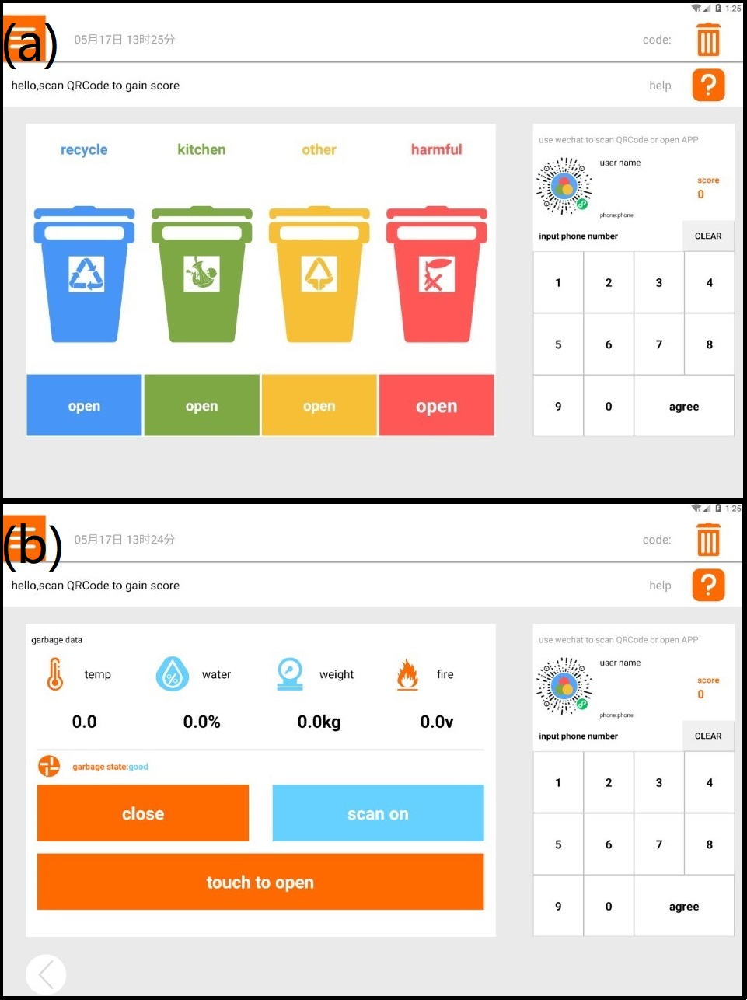 (a)
1:25
05月17日 13时25分
code:
hello,scan QRCode to gain score
help
recycle
kitchen
other
harmful
open
open
open
open
use wechat to scan QRCode or open APP
user name
score
0
phone:phone:
input phone number
CLEAR
1 2 3 4
5 6 7 8
9 0 agree
(b)
1:25
05月17日 13时24分
code:
hello,scan QRCode to gain score
help
garbage data
temp
water
weight
fire
0.0
0.0%
0.0kg
0.0v
garbage state:good
close
scan on
touch to open
use wechat to scan QRCode or open APP
user name
score
0
phone:phone:
input phone number
CLEAR
1 2 3 4
5 6 7 8
9 0 agree